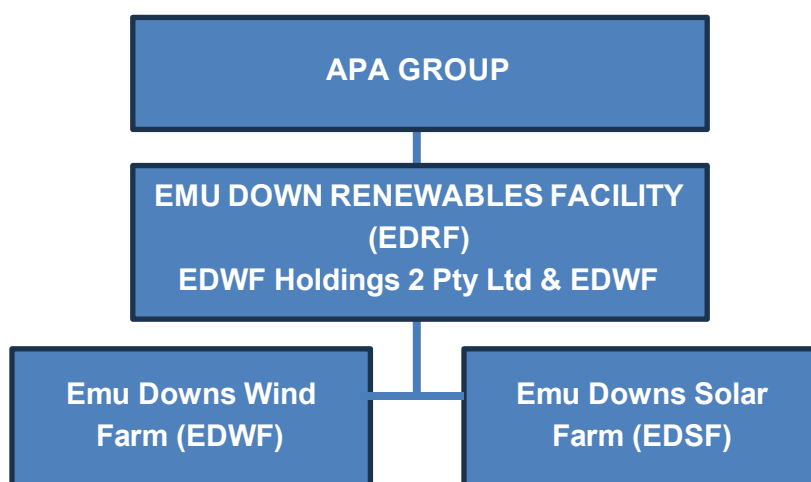 APA GROUP
EMU DOWN RENEWABLES FACILITY
(EDRF)
EDWF Holdings 2 Pty Ltd & EDWF
Emu Downs Wind
Farm (EDWF)
Emu Downs Solar
Farm (EDSF)